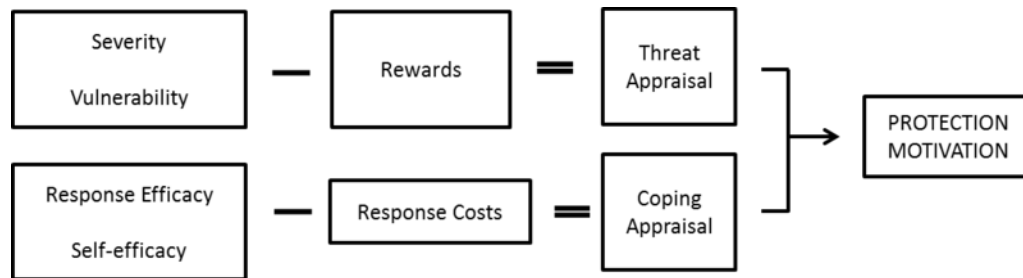 Severity
Vulnerability
Rewards
Threat
Appraisal
Response Efficacy
Self-efficacy
Response Costs
Coping
Appraisal
PROTECTION
MOTIVATION